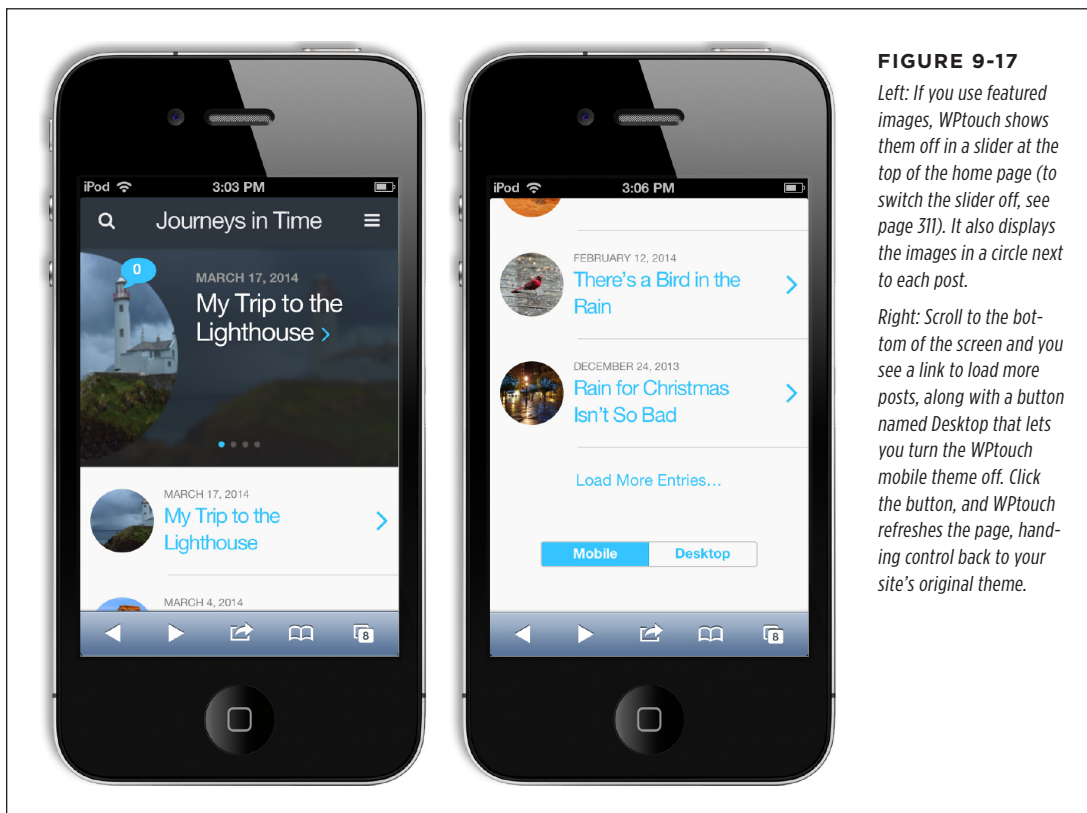 iPod
3:03 PM
Journeys in Time
0
MARCH 17, 2014
My Trip to the
Lighthouse
MARCH 17, 2014
My Trip to the
Lighthouse
MARCH 4, 2014
8
iPod
3:06 PM
FEBRUARY 12, 2014
There's a Bird in the
Rain
DECEMBER 24, 2013
Rain for Christmas
Isn't So Bad
Load More Entries...
Mobile
Desktop
8
FIGURE 9-17
Left: If you use featured
images, WPtouch shows
them off in a slider at the
top of the home page (to
switch the slider off, see
page 311). It also displays
the images in a circle next
to each post.
Right: Scroll to the bot-
tom of the screen and you
see a link to load more
posts, along with a button
named Desktop that lets
you turn the WPtouch
mobile theme off. Click
the button, and WPtouch
refreshes the page, hand-
ing control back to your
site's original theme.